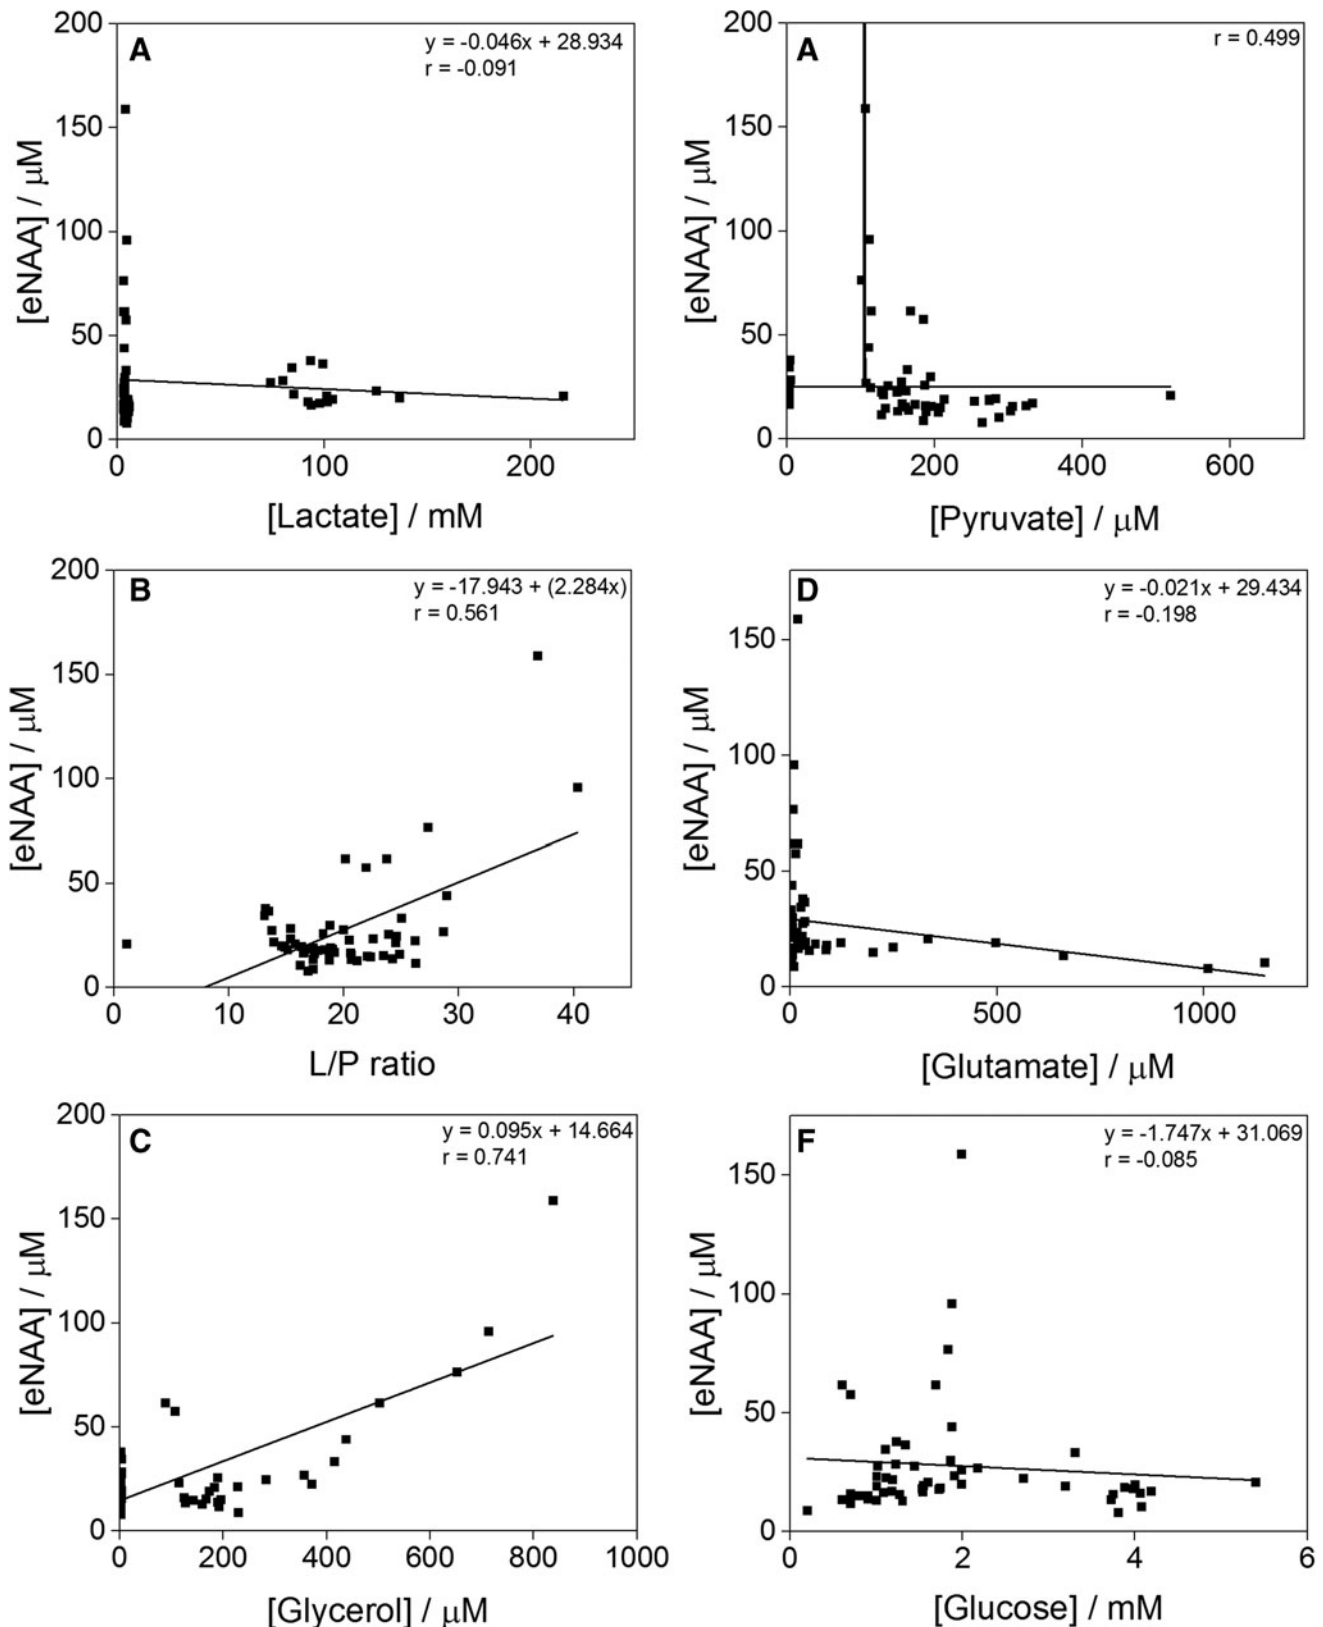 A
y = -0.046x + 28.934
r = -0.091
200
150
100
50
0
0 100 200
[eNAA] / μM
[Lactate] / mM
A
r = 0.499
200
150
100
50
0
0 200 400 600
[eNAA] / μM
[Pyruvate] / μM
B
y = -17.943 + (2.284x)
r = 0.561
200
150
100
50
0
0 10 20 30 40
[eNAA] / μM
L/P ratio
D
y = -0.021x + 29.434
r = -0.198
150
100
50
0
0 500 1000
[eNAA] / μM
[Glutamate] / μM
C
y = 0.095x + 14.664
r = 0.741
200
150
100
50
0
0 200 400 600 800 1000
[eNAA] / μM
[Glycerol] / μM
F
y = -1.747x + 31.069
r = -0.085
150
100
50
0
0 2 4 6
[eNAA] / μM
[Glucose] / mM